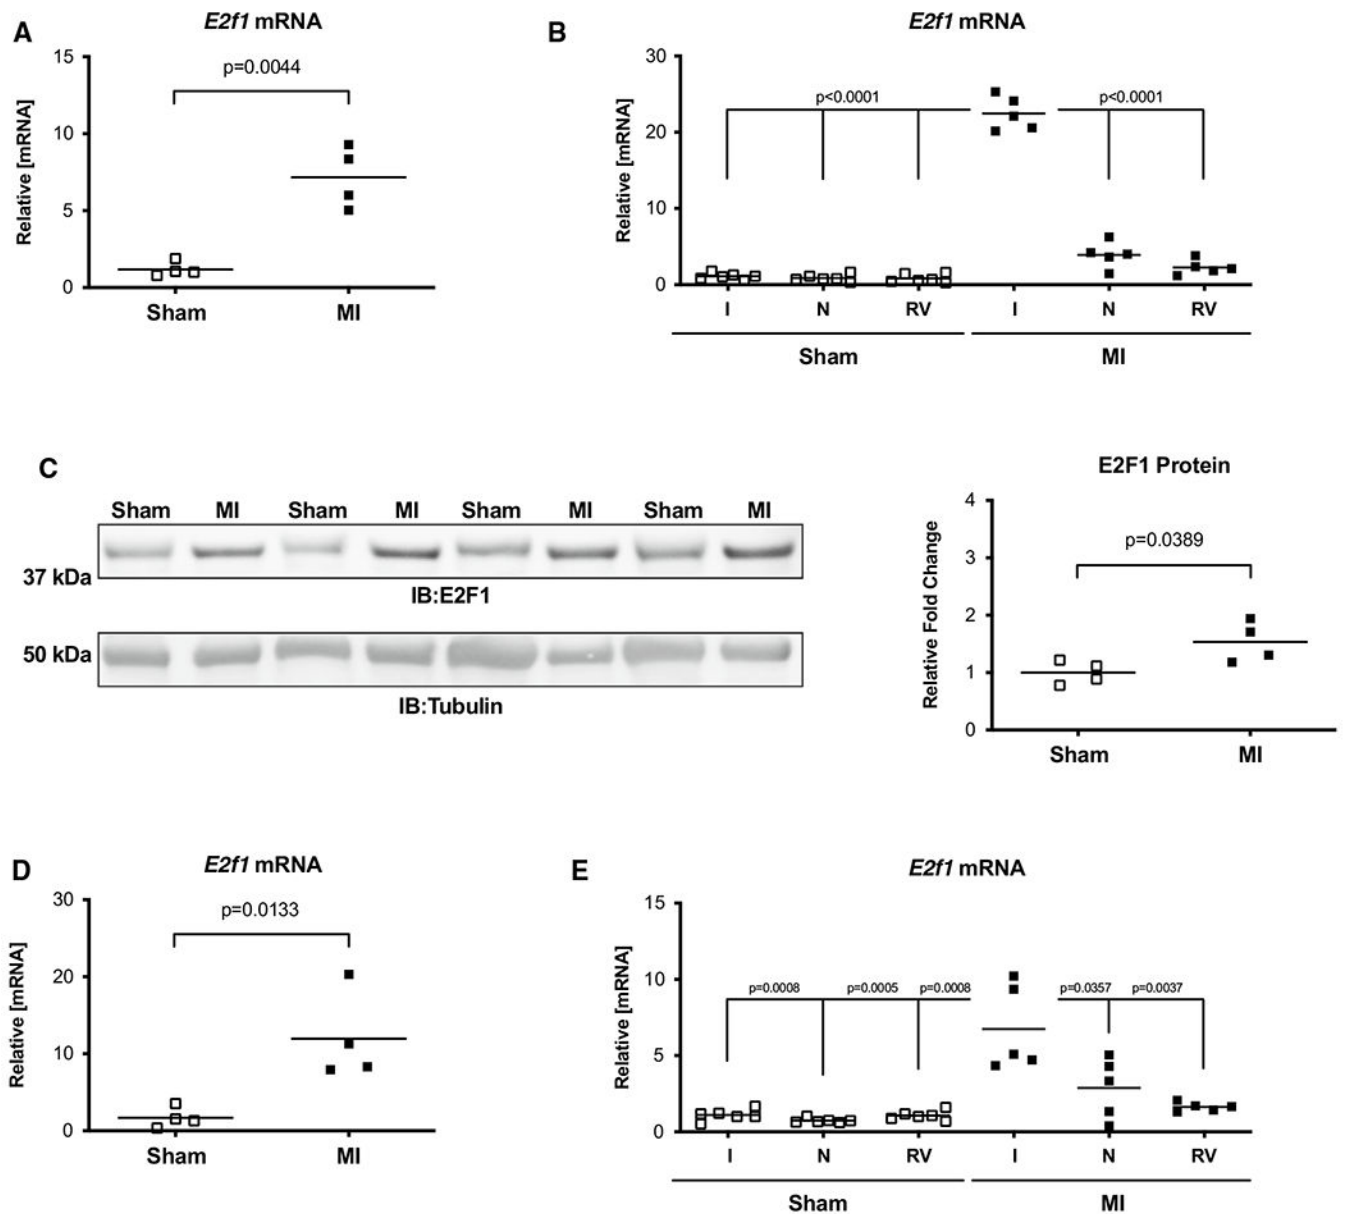 A
E2f1 mRNA
Relative [mRNA]
15
10
5
0
p=0.0044
Sham MI
B
E2f1 mRNA
Relative [mRNA]
30
20
10
0
p<0.0001 p<0.0001
I N RV I N RV
Sham MI
C
Sham MI Sham MI Sham MI Sham MI
37 kDa
IB:E2F1
50 kDa
IB:Tubulin
E2F1 Protein
Relative Fold Change
4
3
2
1
0
p=0.0389
Sham MI
D
E2f1 mRNA
Relative [mRNA]
30
20
10
0
p=0.0133
Sham MI
E
E2f1 mRNA
Relative [mRNA]
15
10
5
0
p=0.0008 p=0.0005 p=0.0008 p=0.0357 p=0.0037
I N RV I N RV
Sham MI